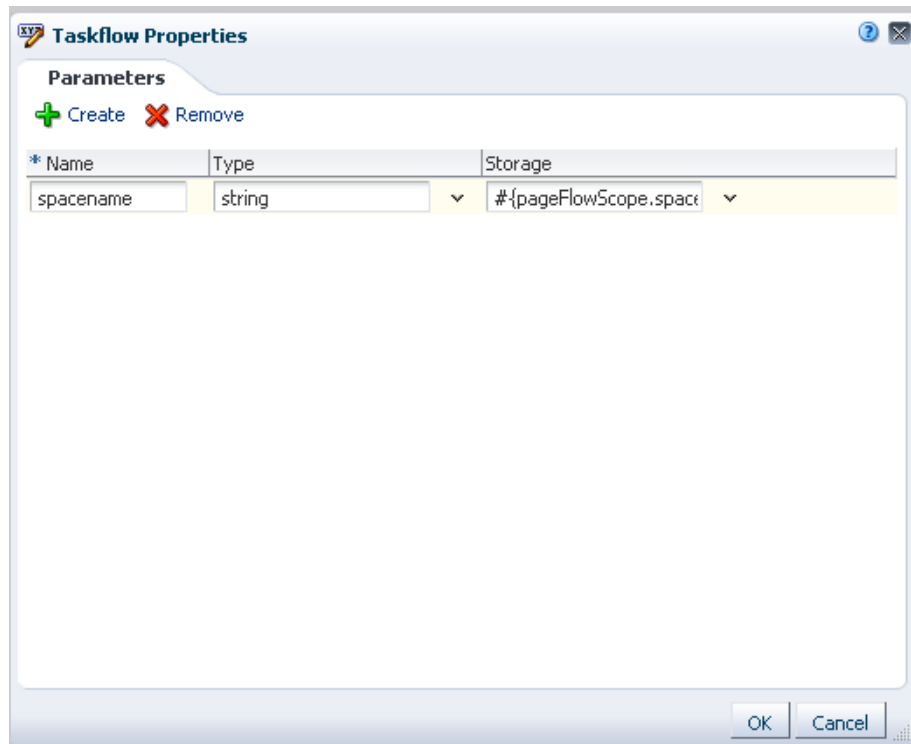 Taskflow Properties
Parameters
Create Remove
* Name Type Storage
spacename string #{pageFlowScope.space
OK Cancel